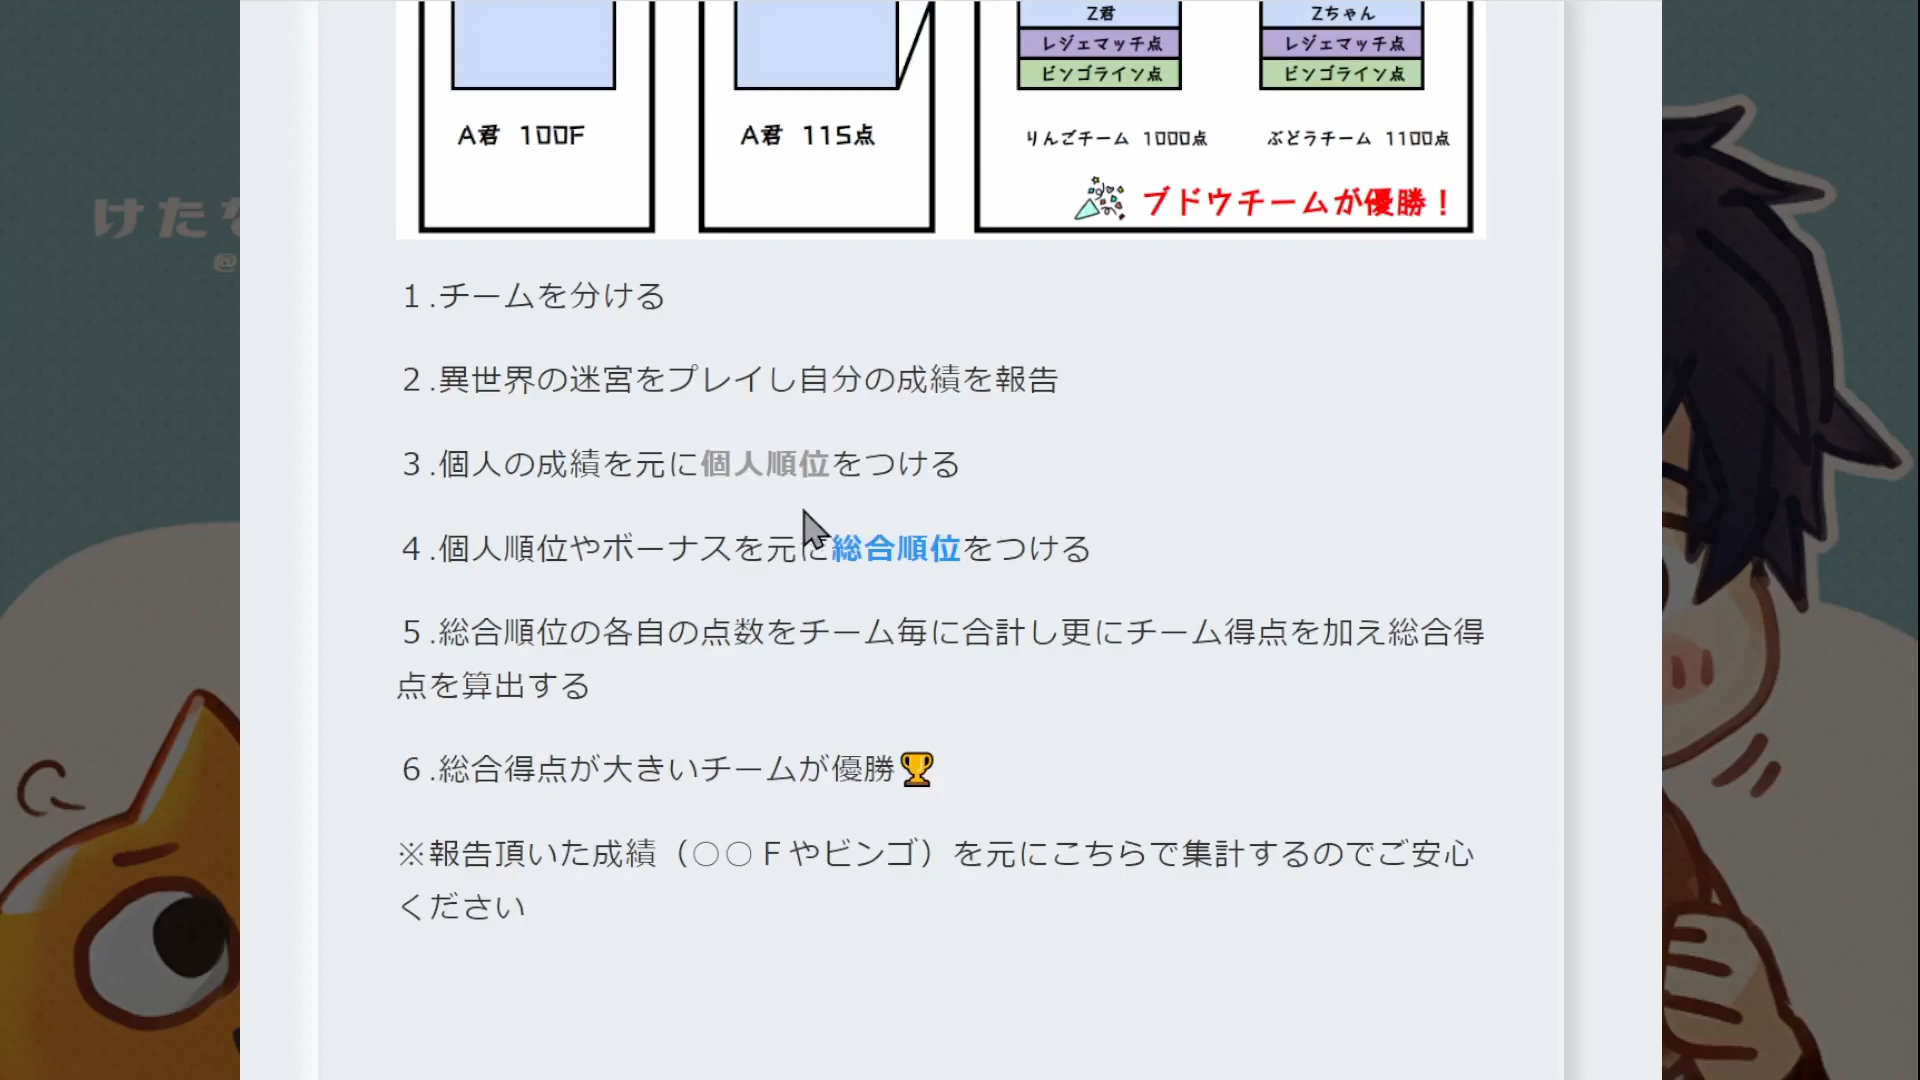 Z君
Zちゃん
レジェマッチ点
レジェマッチ点
ビンゴライン点
ビンゴライン点
A君 100F
A君 115点
りんごチーム 1000点
ぶどうチーム 1100点
ブドウチームが優勝！
けたな
@
１.チームを分ける
２.異世界の迷宮をプレイし自分の成績を報告
３.個人の成績を元に個人順位をつける
４.個人順位やボーナスを元に総合順位をつける
５.総合順位の各自の点数をチーム毎に合計し更にチーム得点を加え総合得
点を算出する
６.総合得点が大きいチームが優勝🏆
※報告頂いた成績（○○Ｆやビンゴ）を元にこちらで集計するのでご安心
ください